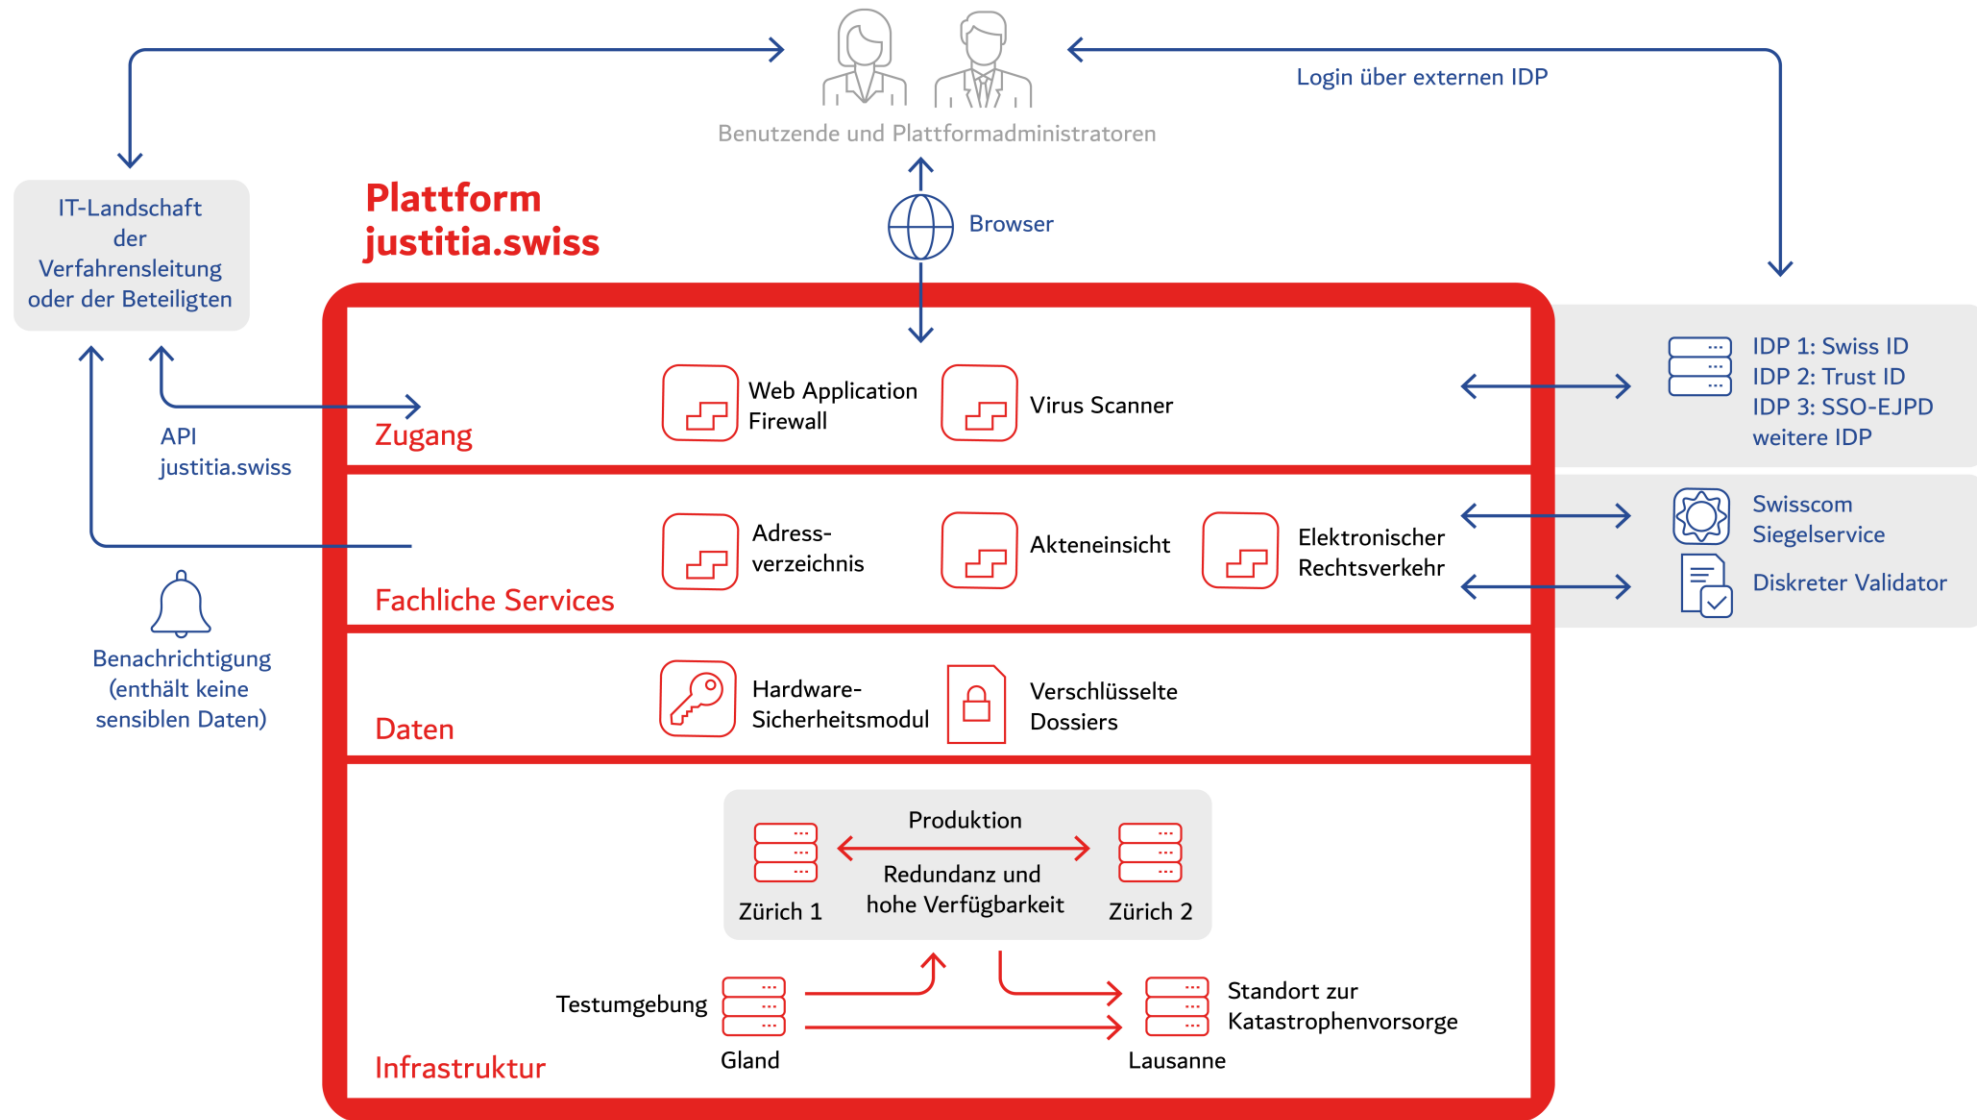 Login über externen IDP
Benutzende und Plattformadministratoren
IT-Landschaft
der
Verfahrensleitung
oder der Beteiligten
Plattform
justitia.swiss
Browser
Web Application
Firewall
Virus Scanner
Zugang
IDP 1: Swiss ID
IDP 2: Trust ID
IDP 3: SSO-EJPD
weitere IDP
API
justitia.swiss
Adress-
verzeichnis
Akteneinsicht
Elektronischer
Rechtsverkehr
Fachliche Services
Swisscom
Siegelservice
Diskreter Validator
Benachrichtigung
(enthält keine
sensiblen Daten)
Hardware-
Sicherheitsmodul
Verschlüsselte
Dossiers
Daten
Produktion
Redundanz und
hohe Verfügbarkeit
Zürich 1
Zürich 2
Testumgebung
Gland
Lausanne
Standort zur
Katastrophenvorsorge
Infrastruktur